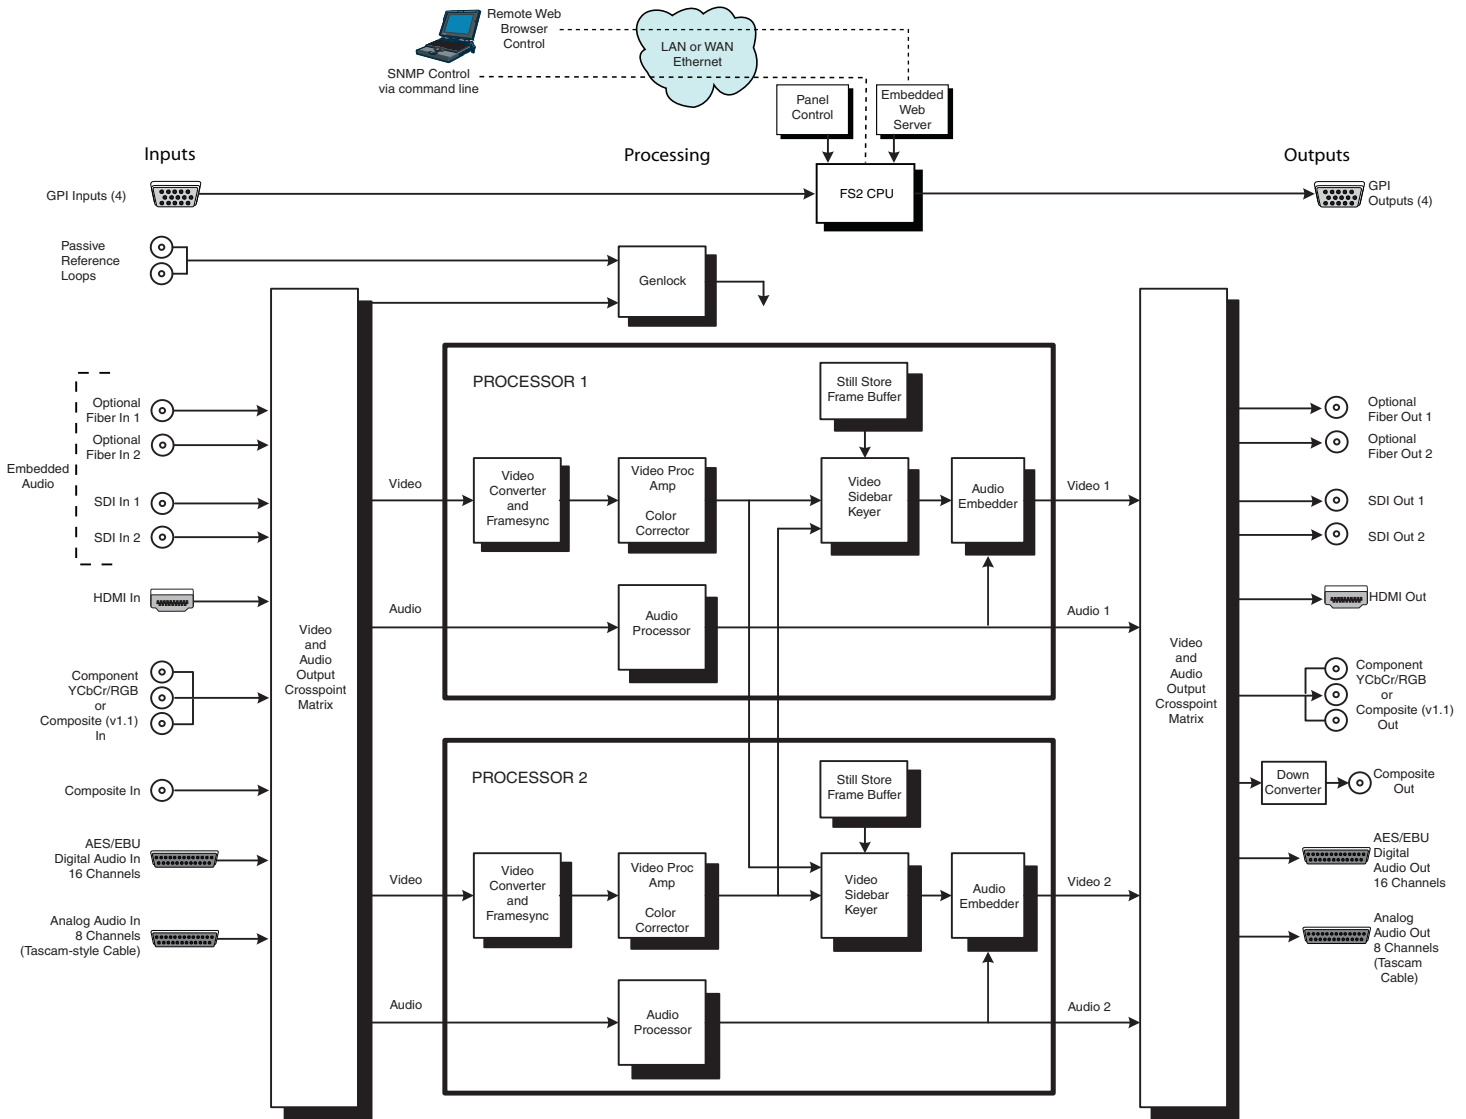 Remote Web
Browser
Control
SNMP Control
via command line
LAN or WAN
Ethernet
Panel
Control
Embedded
Web
Server
Inputs
Processing
Outputs
GPI Inputs (4)
FS2 CPU
GPI
Outputs (4)
Passive
Reference
Loops
Genlock
Embedded
Audio
Optional
Fiber In 1
Optional
Fiber In 2
SDI In 1
SDI In 2
HDMI In
Component
YCbCr/RGB
or
Composite (v1.1)
In
Composite In
AES/EBU
Digital Audio In
16 Channels
Analog Audio In
8 Channels
(Tascam-style Cable)
Video
and
Audio
Output
Crosspoint
Matrix
PROCESSOR 1
Still Store
Frame Buffer
Video
Video
Converter
and
Framesync
Video Proc
Amp
Color
Corrector
Video
Sidebar
Keyer
Audio
Embedder
Video 1
Audio
Audio
Processor
Audio 1
PROCESSOR 2
Still Store
Frame Buffer
Video
Video
Converter
and
Framesync
Video Proc
Amp
Color
Corrector
Video
Sidebar
Keyer
Audio
Embedder
Video 2
Audio
Audio
Processor
Audio 2
Video
and
Audio
Output
Crosspoint
Matrix
Optional
Fiber Out 1
Optional
Fiber Out 2
SDI Out 1
SDI Out 2
HDMI Out
Component
YCbCr/RGB
or
Composite (v1.1)
Out
Down
Converter
Composite
Out
AES/EBU
Digital
Audio Out
16 Channels
Analog
Audio Out
8 Channels
(Tascam
Cable)